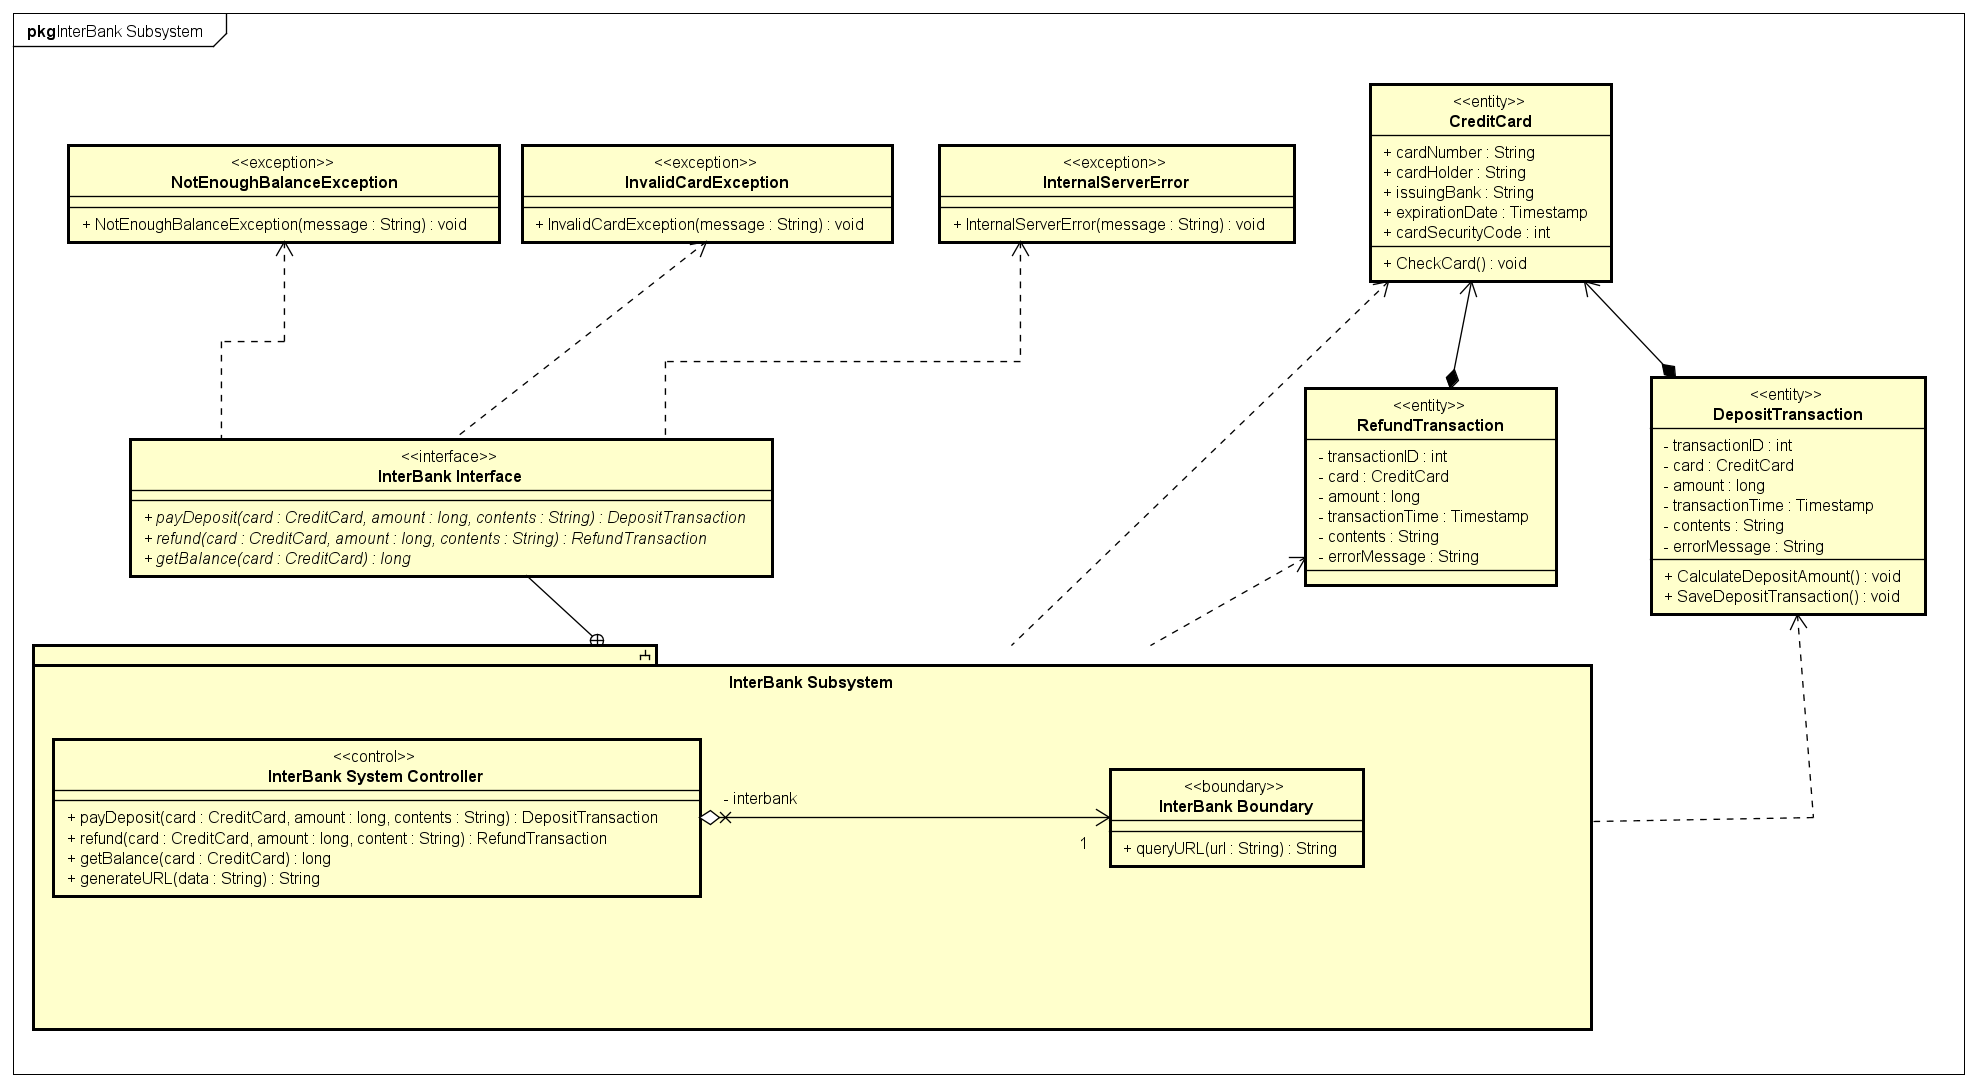 pkgInterBank Subsystem
<<exception>>
NotEnoughBalanceException
+ NotEnoughBalanceException(message : String) : void
<<exception>>
InvalidCardException
+ InvalidCardException(message : String) : void
<<exception>>
InternalServerError
+ InternalServerError(message : String) : void
<<entity>>
CreditCard
+ cardNumber : String
+ cardHolder : String
+ issuingBank : String
+ expirationDate : Timestamp
+ cardSecurityCode : int
+ CheckCard() : void
<<interface>>
InterBank Interface
+ payDeposit(card : CreditCard, amount : long, contents : String) : DepositTransaction
+ refund(card : CreditCard, amount : long, contents : String) : RefundTransaction
+ getBalance(card : CreditCard) : long
<<entity>>
RefundTransaction
- transactionID : int
- card : CreditCard
- amount : long
- transactionTime : Timestamp
- contents : String
- errorMessage : String
<<entity>>
DepositTransaction
- transactionID : int
- card : CreditCard
- amount : long
- transactionTime : Timestamp
- contents : String
- errorMessage : String
+ CalculateDepositAmount() : void
+ SaveDepositTransaction() : void
InterBank Subsystem
<<control>>
InterBank System Controller
+ payDeposit(card : CreditCard, amount : long, contents : String) : DepositTransaction
+ refund(card : CreditCard, amount : long, content : String) : RefundTransaction
+ getBalance(card : CreditCard) : long
+ generateURL(data : String) : String
- interbank
1
<<boundary>>
InterBank Boundary
+ queryURL(url : String) : String